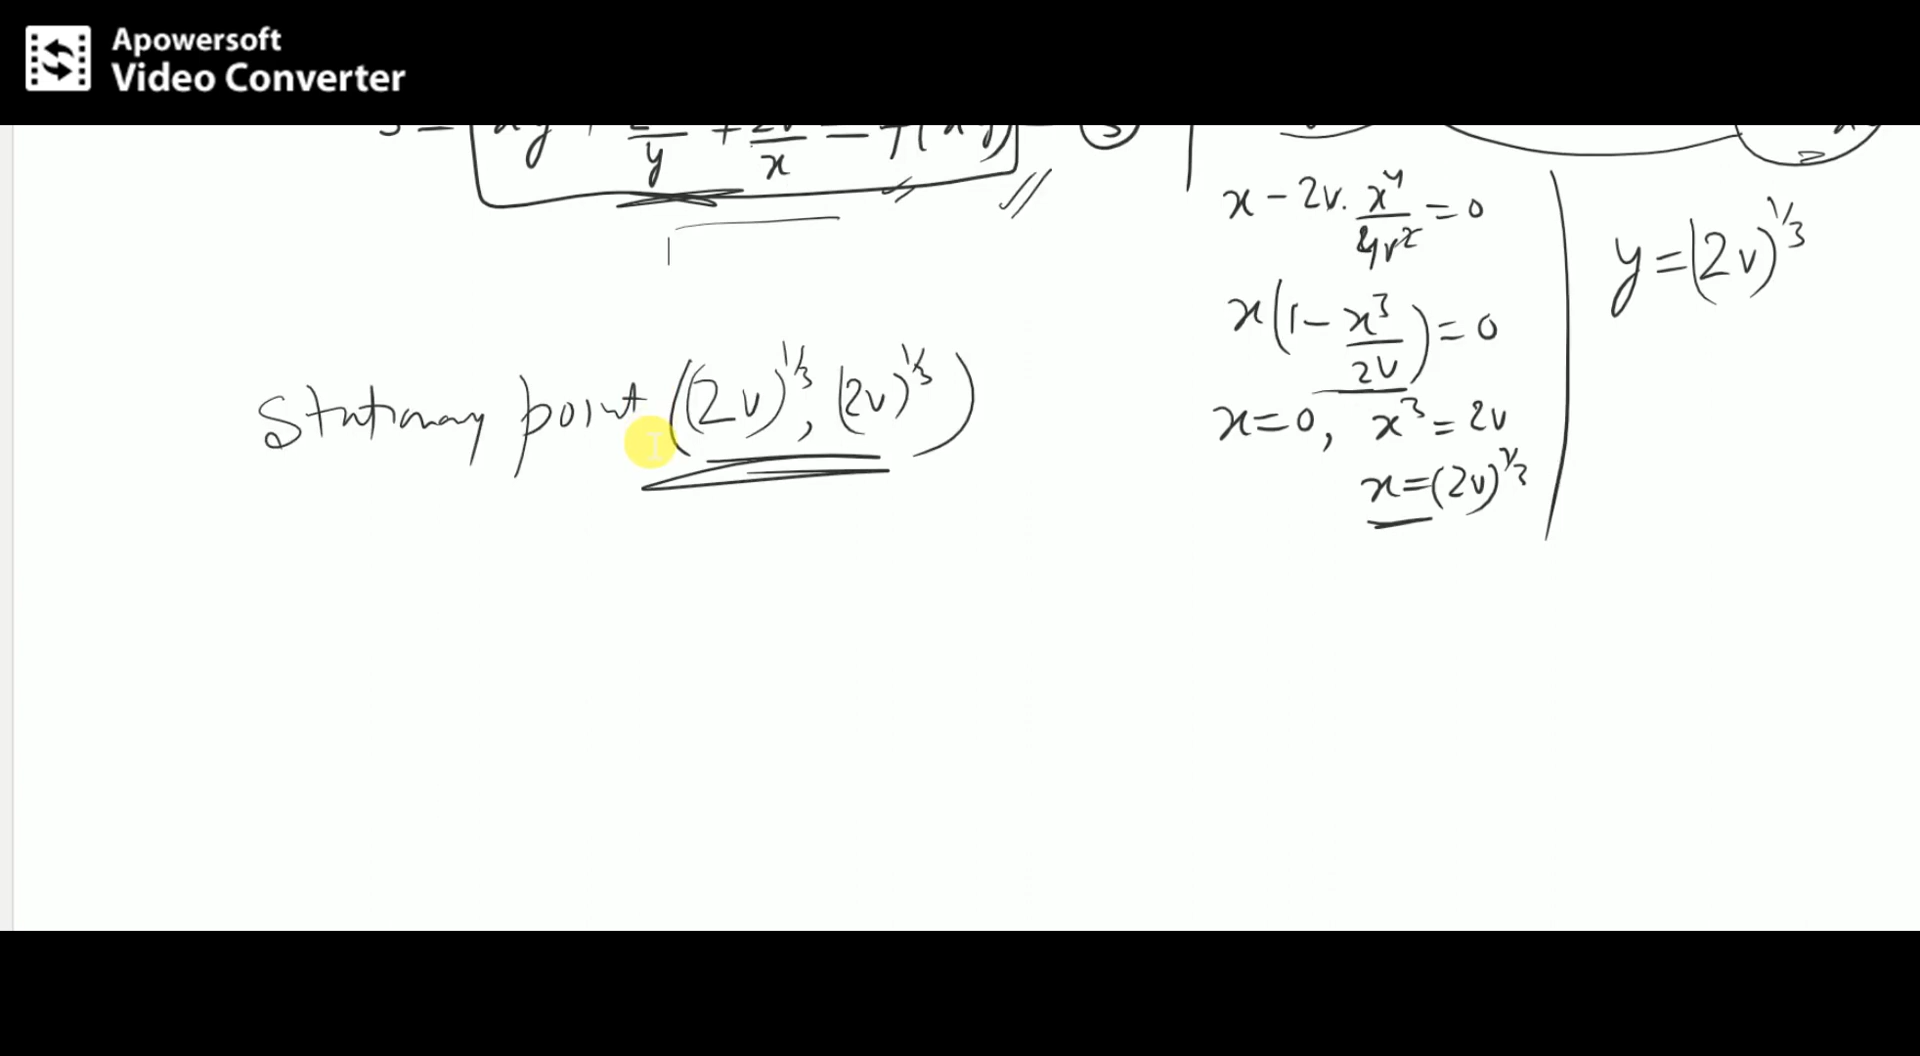 Apowersoft
Video Converter
y x
x - 2v. x⁴/4v² = 0
y = (2v)^1/3
x(1 - x³/2v) = 0
Stationary point ((2v)^1/3, (2v)^1/3)
x = 0, x³ = 2v
x = (2v)^1/3